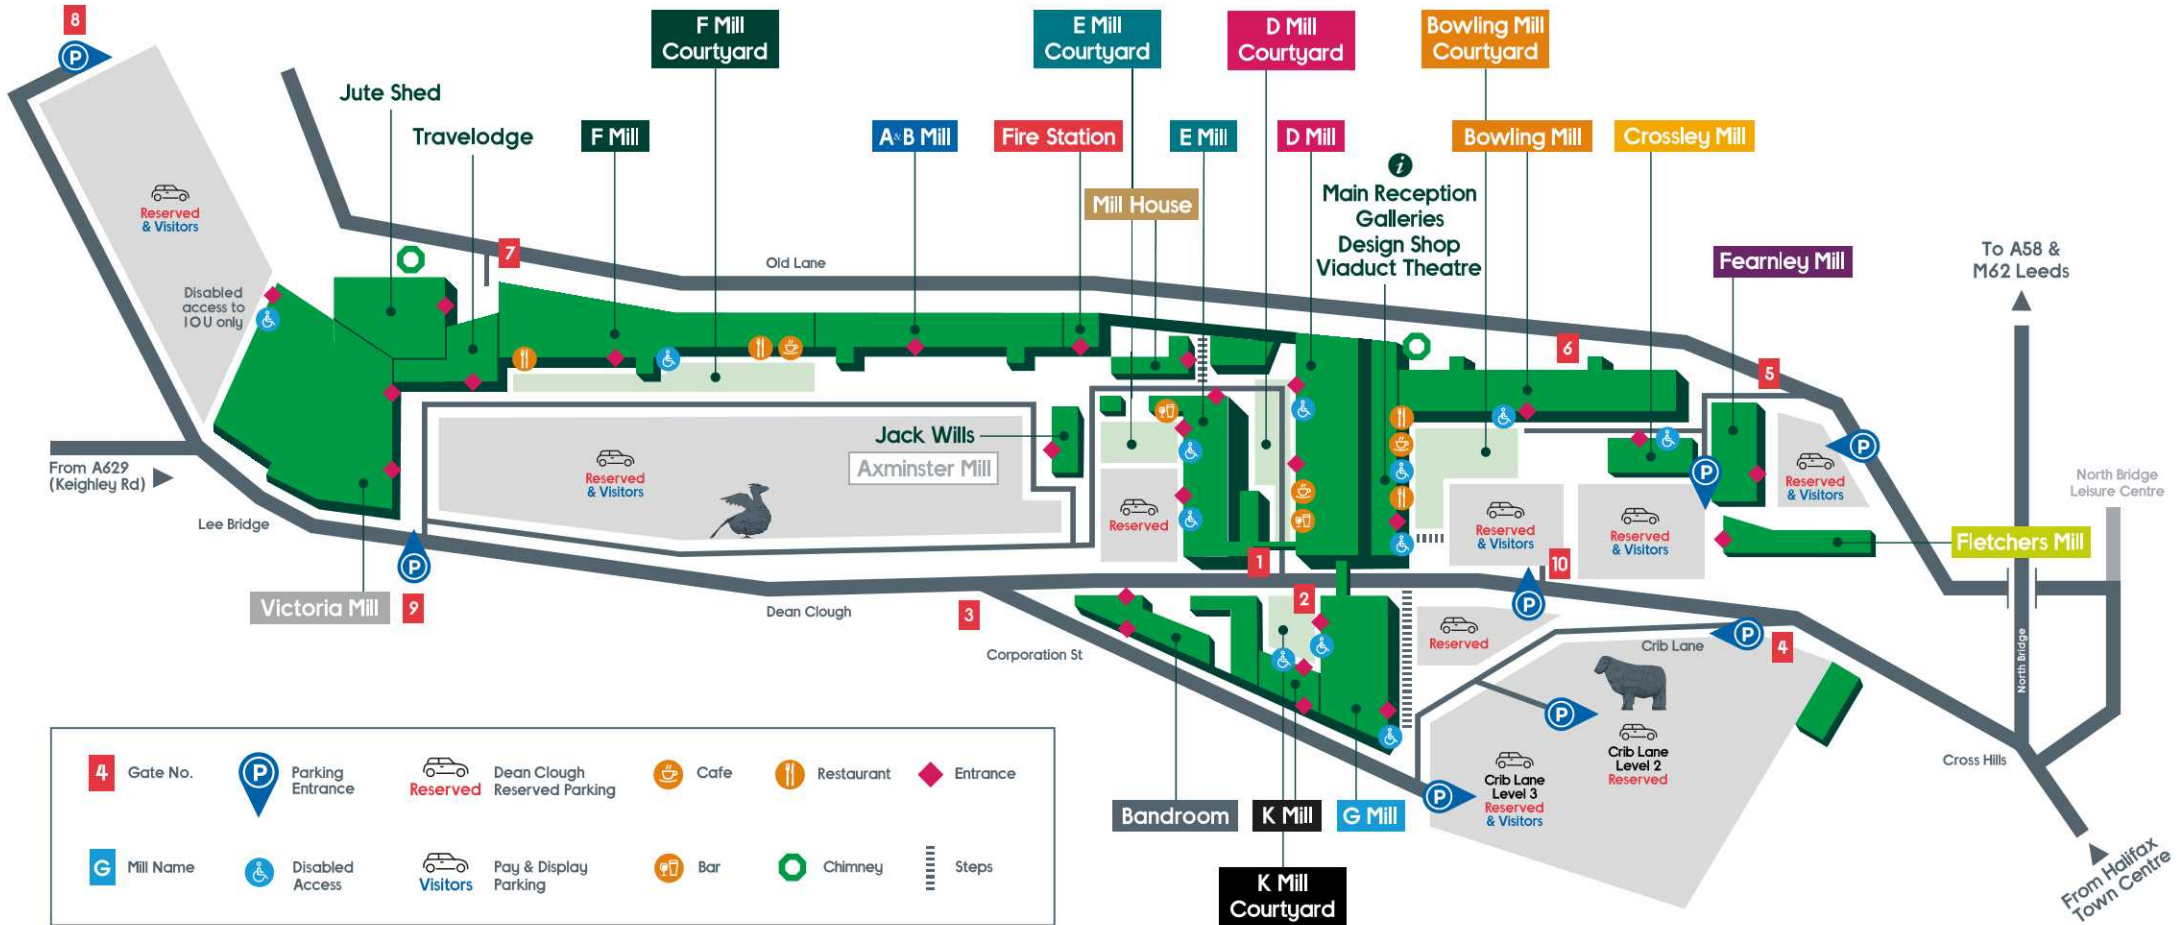 8
P
F Mill
Courtyard
E Mill
Courtyard
D Mill
Courtyard
Bowling Mill
Courtyard
Jute Shed
Travelodge
F Mill
A&B Mill
Fire Station
E Mill
D Mill
Bowling Mill
Crossley Mill
i
Main Reception
Galleries
Design Shop
Viaduct Theatre
Mill House
Reserved
& Visitors
7
Old Lane
Fearnley Mill
To A58 &
M62 Leeds
Disabled
access to
IOU only
6
5
Jack Wills
Axminster Mill
Reserved
& Visitors
Reserved
P
P
Reserved
& Visitors
From A629
(Keighley Rd)
North Bridge
Leisure Centre
Reserved
& Visitors
Reserved
& Visitors
Lee Bridge
Fletchers Mill
P
1
10
Victoria Mill
9
Dean Clough
3
2
P
Corporation St
Reserved
Crib Lane
P
4
North Bridge
P
Crib Lane
Level 2
Reserved
Crib Lane
Level 3
Reserved
& Visitors
P
Cross Hills
Bandroom
K Mill
G Mill
K Mill
Courtyard
From Halifax
Town Centre
4
Gate No.
P
Parking
Entrance
Reserved
Dean Clough
Reserved Parking
Cafe
Restaurant
Entrance
G
Mill Name
Disabled
Access
Visitors
Pay & Display
Parking
Bar
Chimney
Steps